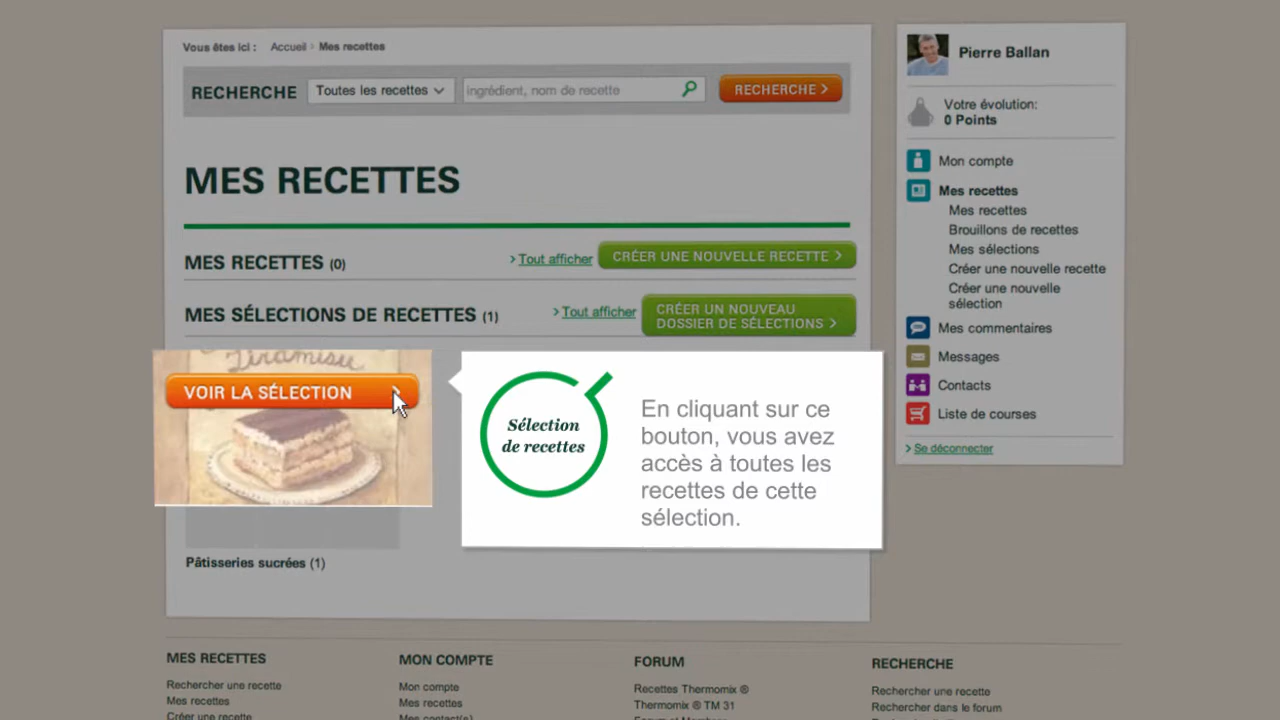 Vous êtes ici : Accueil › Mes recettes
RECHERCHE Toutes les recettes ingrédient, nom de recette RECHERCHE >
MES RECETTES
MES RECETTES (0) > Tout afficher CRÉER UNE NOUVELLE RECETTE >
MES SÉLECTIONS DE RECETTES (1) > Tout afficher CRÉER UN NOUVEAU
DOSSIER DE SÉLECTIONS >
Tiramisu
VOIR LA SÉLECTION >
Sélection
de recettes
En cliquant sur ce
bouton, vous avez
accès à toutes les
recettes de cette
sélection.
Pâtisseries sucrées (1)
Pierre Ballan
Votre évolution:
0 Points
Mon compte
Mes recettes
Mes recettes
Brouillons de recettes
Mes sélections
Créer une nouvelle recette
Créer une nouvelle
sélection
Mes commentaires
Messages
Contacts
Liste de courses
> Se déconnecter
MES RECETTES
Rechercher une recette
Mes recettes
Créer une recette
MON COMPTE
Mon compte
Mes recettes
Mes contact(s)
FORUM
Recettes Thermomix ®
Thermomix ® TM 31
RECHERCHE
Rechercher une recette
Rechercher dans le forum